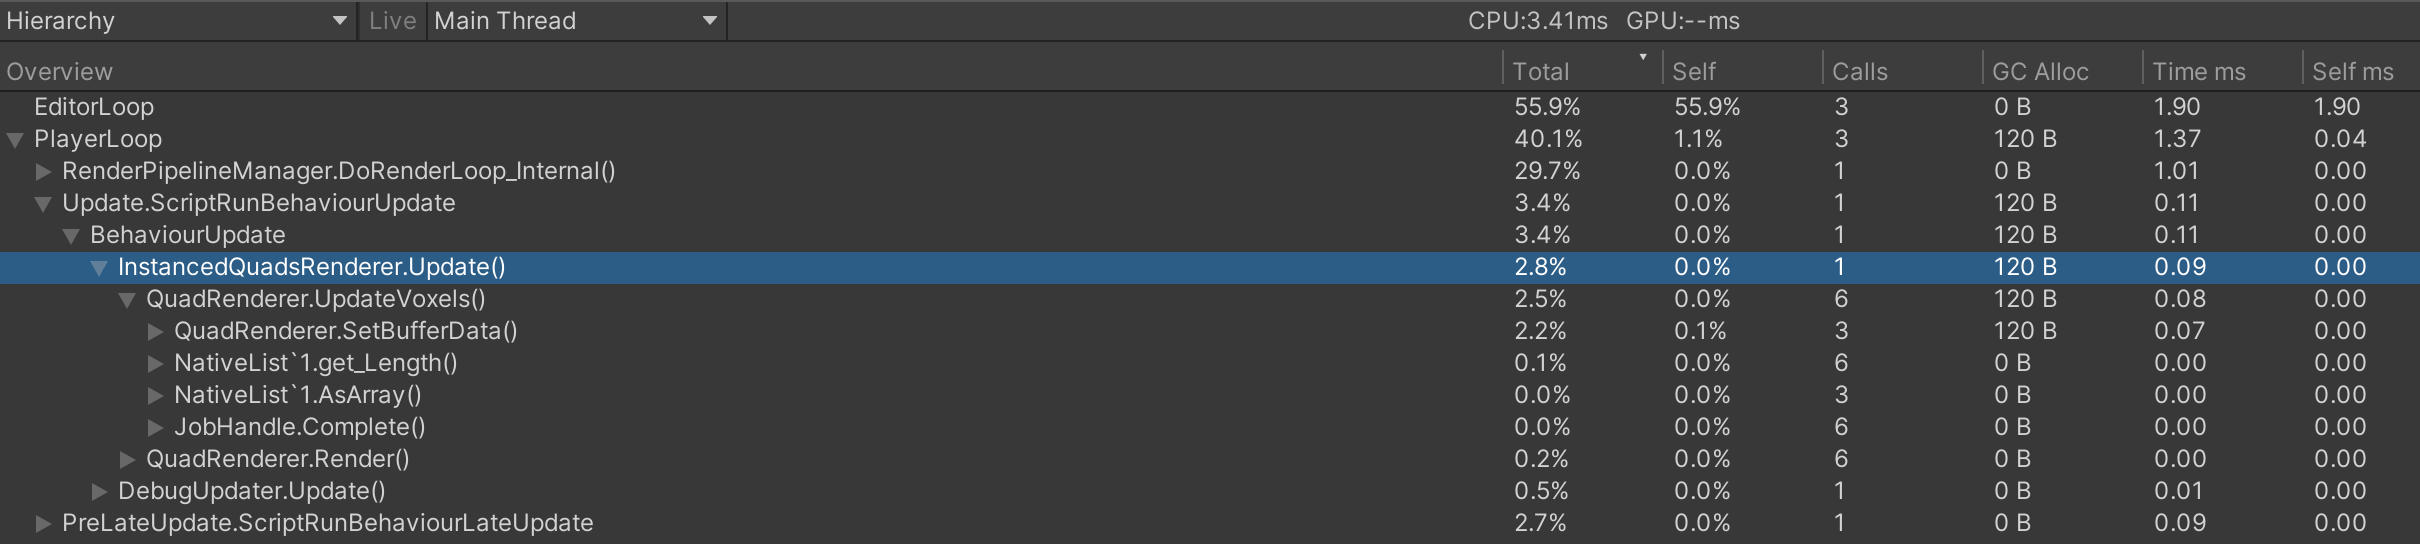 Hierarchy Live Main Thread CPU:3.41ms GPU:--ms
Overview Total Self Calls GC Alloc Time ms Self ms
EditorLoop 55.9% 55.9% 3 0 B 1.90 1.90
PlayerLoop 40.1% 1.1% 3 120 B 1.37 0.04
RenderPipelineManager.DoRenderLoop_Internal() 29.7% 0.0% 1 0 B 1.01 0.00
Update.ScriptRunBehaviourUpdate 3.4% 0.0% 1 120 B 0.11 0.00
BehaviourUpdate 3.4% 0.0% 1 120 B 0.11 0.00
InstancedQuadsRenderer.Update() 2.8% 0.0% 1 120 B 0.09 0.00
QuadRenderer.UpdateVoxels() 2.5% 0.0% 6 120 B 0.08 0.00
QuadRenderer.SetBufferData() 2.2% 0.1% 3 120 B 0.07 0.00
NativeList`1.get_Length() 0.1% 0.0% 6 0 B 0.00 0.00
NativeList`1.AsArray() 0.0% 0.0% 3 0 B 0.00 0.00
JobHandle.Complete() 0.0% 0.0% 6 0 B 0.00 0.00
QuadRenderer.Render() 0.2% 0.0% 6 0 B 0.00 0.00
DebugUpdater.Update() 0.5% 0.0% 1 0 B 0.01 0.00
PreLateUpdate.ScriptRunBehaviourLateUpdate 2.7% 0.0% 1 0 B 0.09 0.00